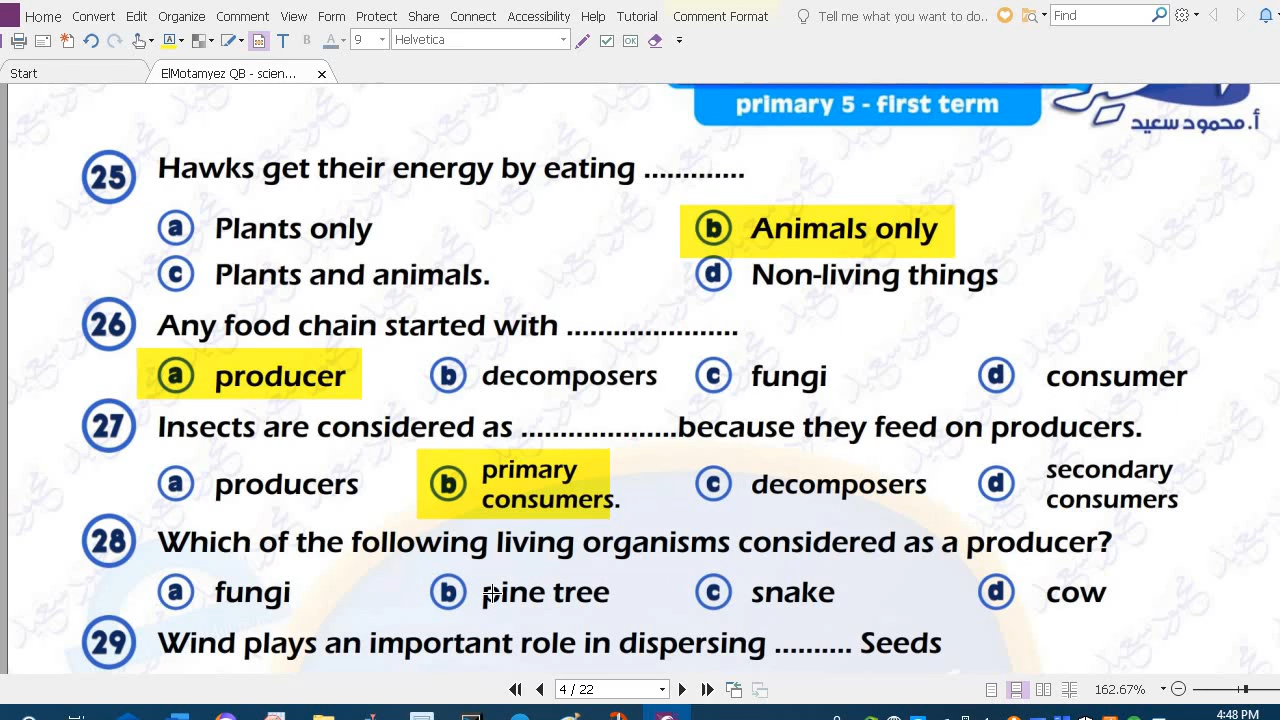 Home Convert Edit Organize Comment View Form Protect Share Connect Accessibility Help Tutorial Comment Format Tell me what you want to do.. Find
9 Helvetica
Start ElMotamyez QB - scien...
primary 5 - first term
أ.محمود سعيد
25 Hawks get their energy by eating .............
a Plants only b Animals only
c Plants and animals. d Non-living things
26 Any food chain started with ......................
a producer b decomposers c fungi d consumer
27 Insects are considered as ....................because they feed on producers.
a producers b primary consumers. c decomposers d secondary consumers
28 Which of the following living organisms considered as a producer?
a fungi b pine tree c snake d cow
29 Wind plays an important role in dispersing .......... Seeds
4 / 22 162.67%
4:48 PM